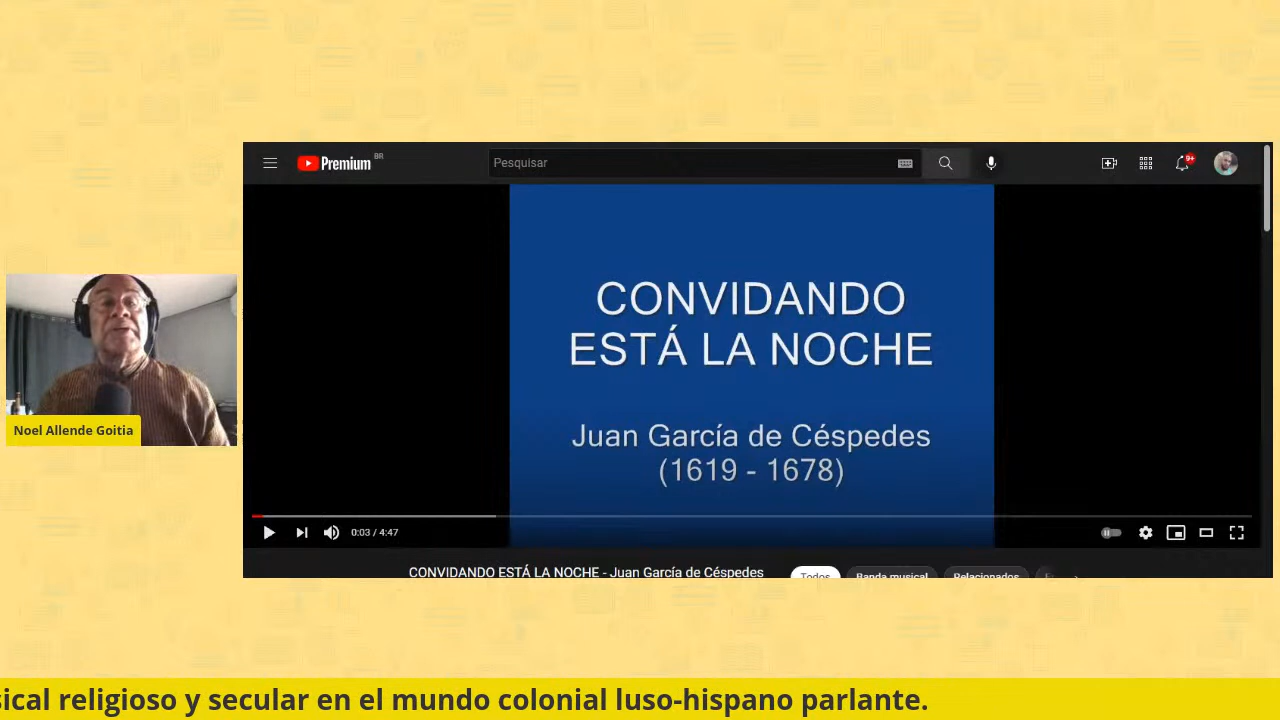 Premium BR
Pesquisar
9+
CONVIDANDO
ESTÁ LA NOCHE
Juan García de Céspedes
(1619 - 1678)
Noel Allende Goitia
0:03 / 4:47
CONVIDANDO ESTÁ LA NOCHE - Juan García de Céspedes
Todos
Banda musical
Relacionados
sical religioso y secular en el mundo colonial luso-hispano parlante.